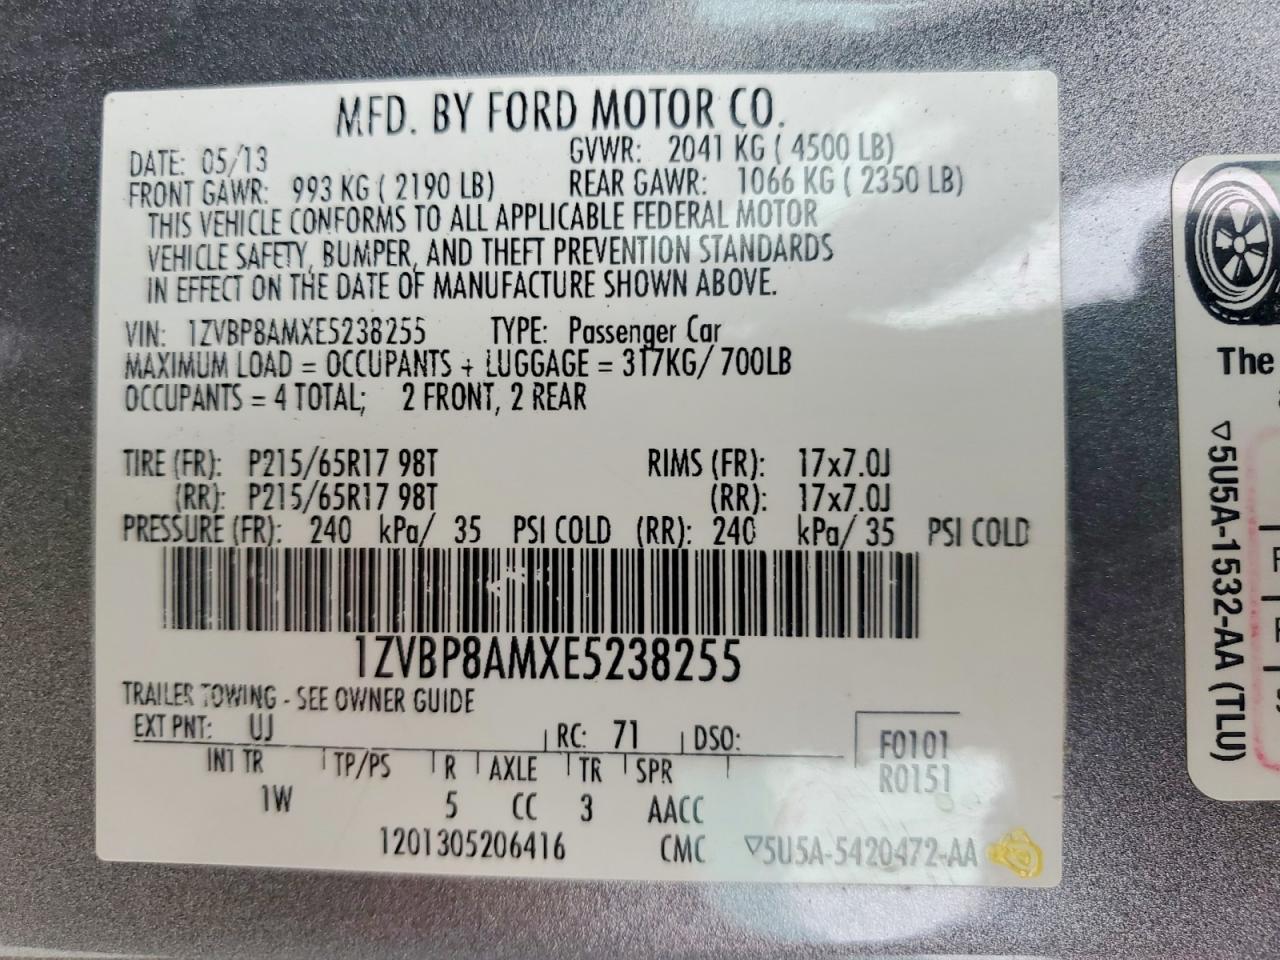 MFD. BY FORD MOTOR CO.
DATE: 05/13 GVWR: 2041 KG ( 4500 LB)
FRONT GAWR: 993 KG ( 2190 LB) REAR GAWR: 1066 KG ( 2350 LB)
THIS VEHICLE CONFORMS TO ALL APPLICABLE FEDERAL MOTOR
VEHICLE SAFETY, BUMPER, AND THEFT PREVENTION STANDARDS
IN EFFECT ON THE DATE OF MANUFACTURE SHOWN ABOVE.
VIN: 1ZVBP8AMXE5238255 TYPE: Passenger Car
MAXIMUM LOAD = OCCUPANTS + LUGGAGE = 317KG/ 700LB
OCCUPANTS = 4 TOTAL; 2 FRONT, 2 REAR
TIRE (FR): P215/65R17 98T RIMS (FR): 17x7.0J
(RR): P215/65R17 98T (RR): 17x7.0J
PRESSURE (FR): 240 kPa/ 35 PSI COLD (RR): 240 kPa/ 35 PSI COLD
1ZVBP8AMXE5238255
TRAILER TOWING - SEE OWNER GUIDE
EXT PNT: UJ RC: 71 DSO:
INT TR TP/PS R AXLE TR SPR
1W 5 CC 3 AACC
F0101
R0151
1201305206416 CMC ▽5U5A-5420472-AA
The
▽5U5A-1532-AA (TLU)